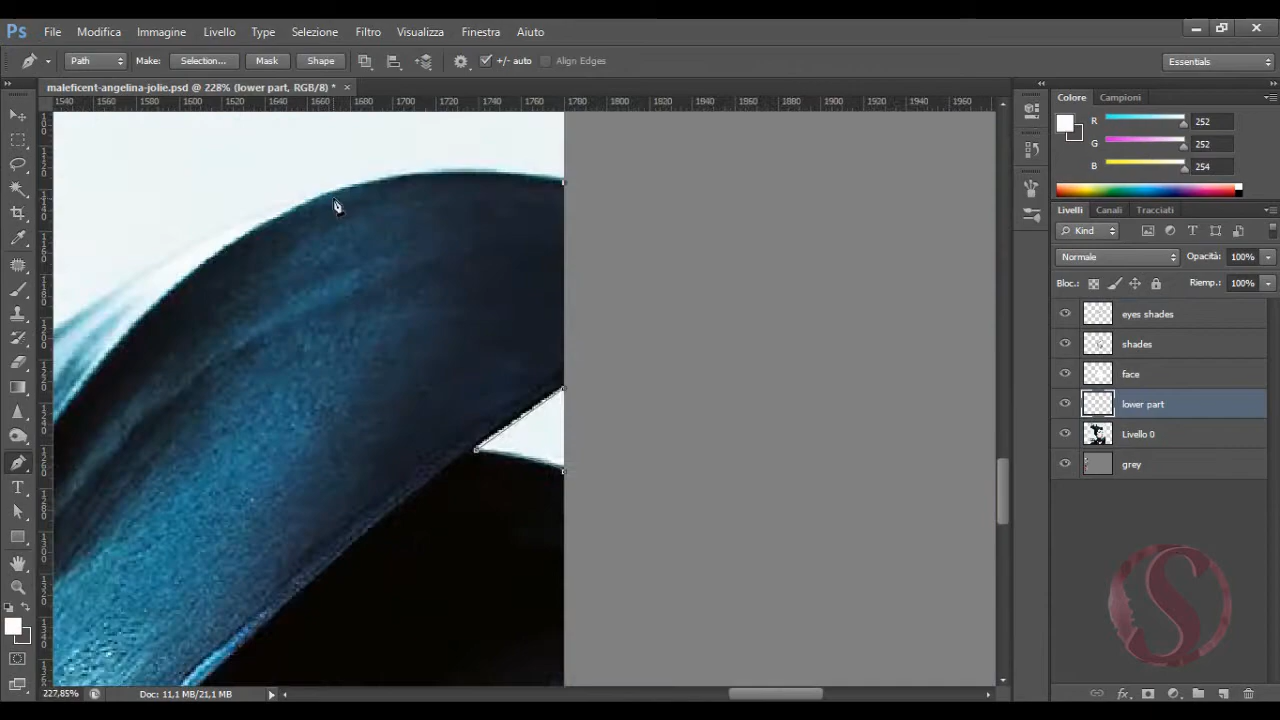 Ps File Modifica Immagine Livello Type Selezione Filtro Visualizza Finestra Aiuto
Path Make: Selection... Mask Shape +/- auto Align Edges Essentials
maleficent-angelina-jolie.psd @ 228% (lower part, RGB/8) *
1540 1560 1580 1600 1620 1640 1660 1680 1700 1720 1740 1760 1780 1800 1820 1840 1860 1880 1900 1920 1940 1960
Colore Campioni
R 252
G 252
B 254
Livelli Canali Tracciati
Kind
Normale Opacità: 100%
Bloc.: Riemp.: 100%
eyes shades
shades
face
lower part
Livello 0
grey
S
227,85% Doc: 11,1 MB/21,1 MB